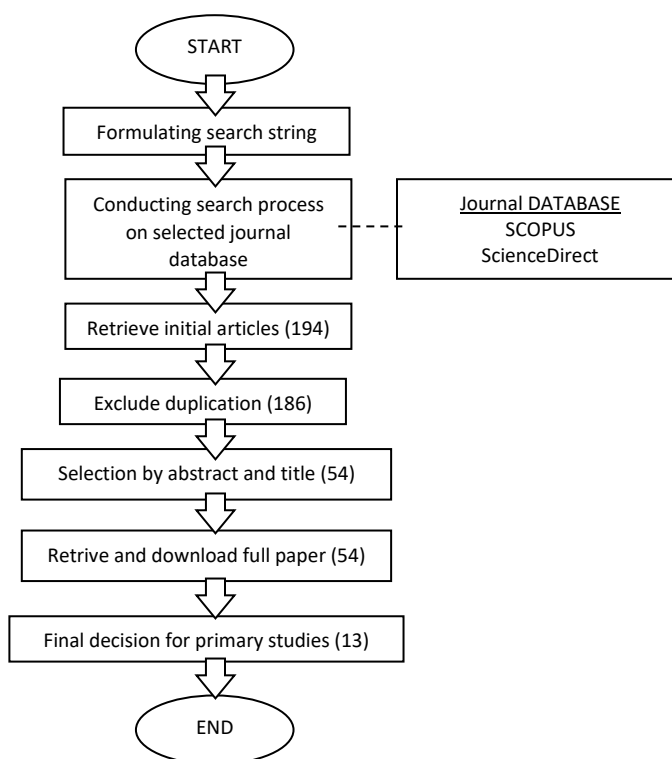 START
Formulating search string
Conducting search process
on selected journal
database
Journal DATABASE
SCOPUS
ScienceDirect
Retrieve initial articles (194)
Exclude duplication (186)
Selection by abstract and title (54)
Retrive and download full paper (54)
Final decision for primary studies (13)
END